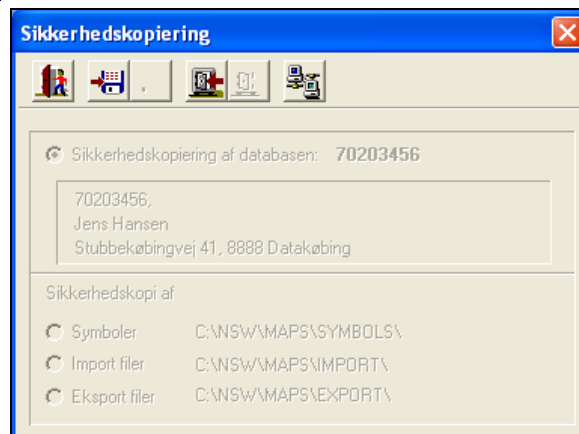 Sikkerhedskopiering
Sikkerhedskopiering af databasen: 70203456
70203456,
Jens Hansen
Stubbekøbingvej 41, 8888 Datakøbing
Sikkerhedskopi af
Symboler C:\NSW\MAPS\SYMBOLS\
Import filer C:\NSW\MAPS\IMPORT\
Eksport filer C:\NSW\MAPS\EXPORT\